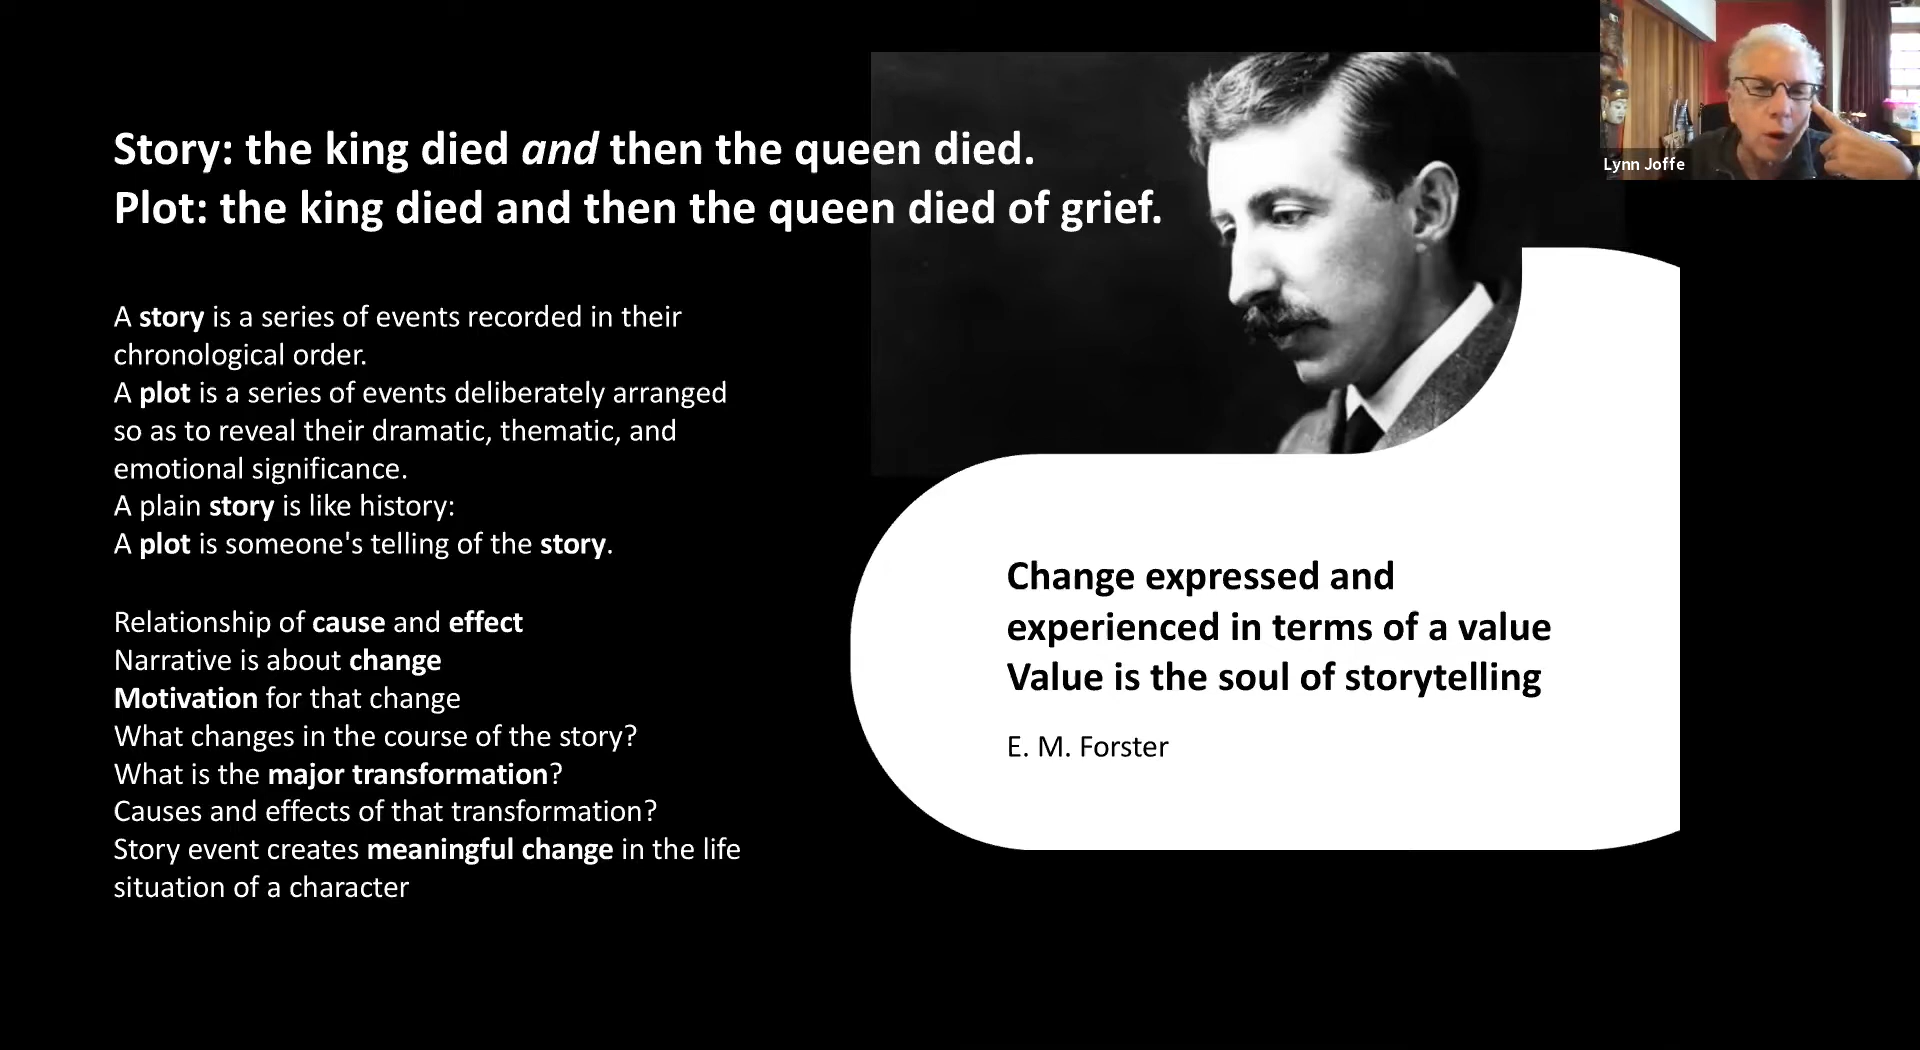 Story: the king died and then the queen died.
Plot: the king died and then the queen died of grief.
A story is a series of events recorded in their
chronological order.
A plot is a series of events deliberately arranged
so as to reveal their dramatic, thematic, and
emotional significance.
A plain story is like history:
A plot is someone's telling of the story.
Relationship of cause and effect
Narrative is about change
Motivation for that change
What changes in the course of the story?
What is the major transformation?
Causes and effects of that transformation?
Story event creates meaningful change in the life
situation of a character
Change expressed and
experienced in terms of a value
Value is the soul of storytelling
E. M. Forster
Lynn Joffe